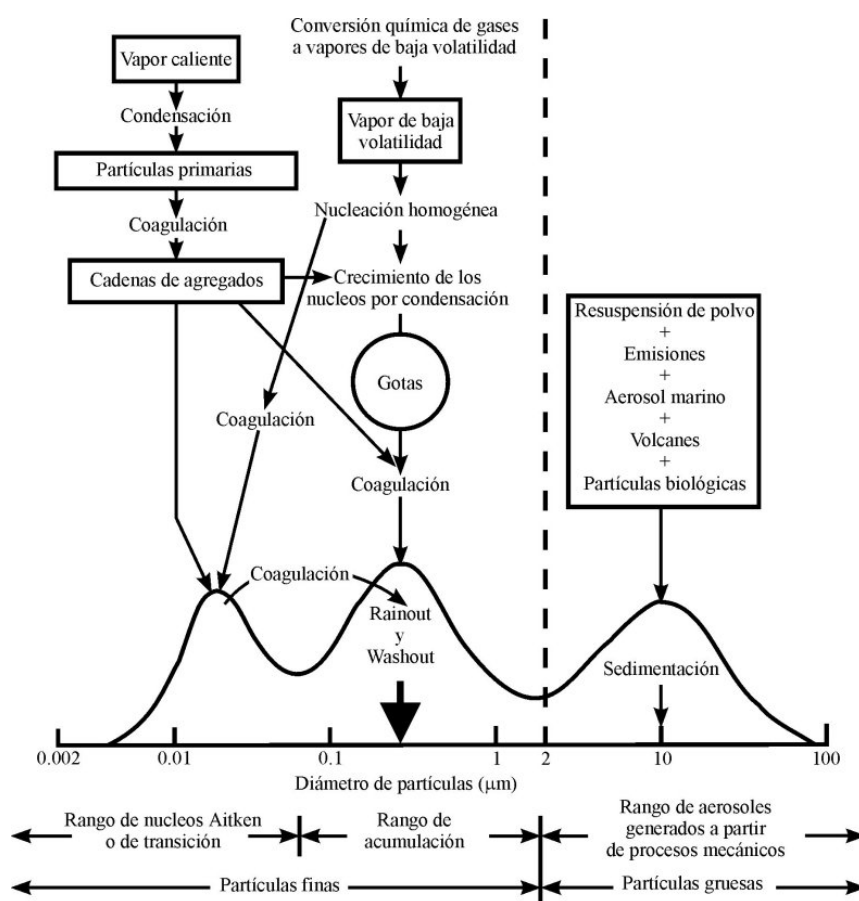 Conversión química de gases
a vapores de baja volatilidad
Vapor caliente
Condensación
Vapor de baja
volatilidad
Partículas primarias
Nucleación homogénea
Coagulación
Cadenas de agregados
Crecimiento de los
nucleos por condensación
Resuspensión de polvo
+
Emisiones
+
Aerosol marino
+
Volcanes
+
Partículas biológicas
Gotas
Coagulación
Coagulación
Coagulación
Rainout
y
Washout
Sedimentación
0.002
0.01
0.1
1
2
10
100
Diámetro de partículas (μm)
Rango de nucleos Aitken
o de transición
Rango de
acumulación
Rango de aerosoles
generados a partir
de procesos mecánicos
Partículas finas
Partículas gruesas